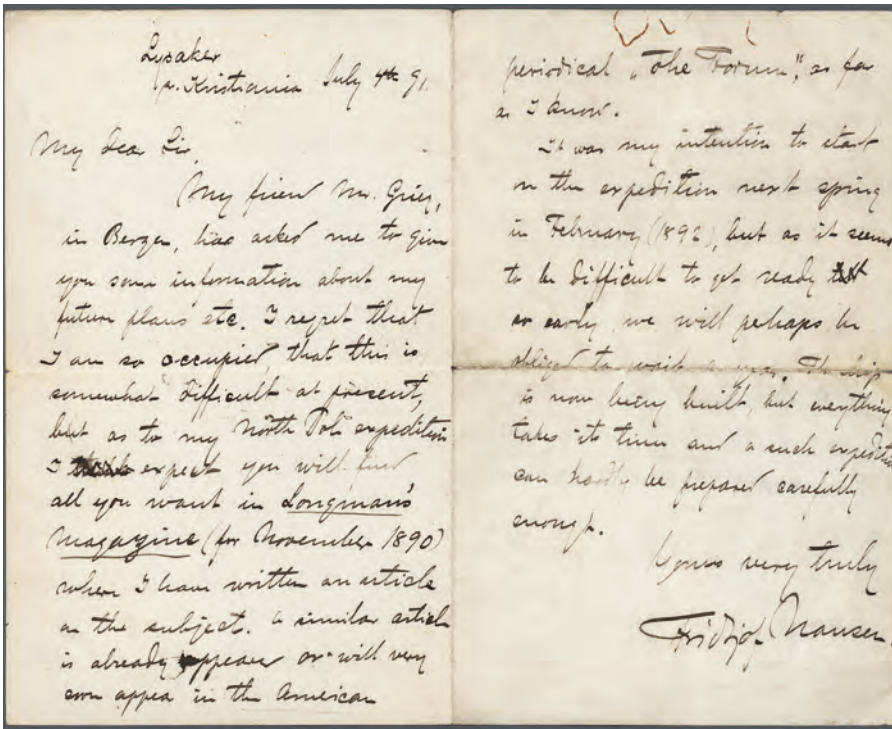 Lysaker
pr. Kristiania July 4th 91.
My dear Sir,
My friend Mr. Grieg,
in Bergen, has asked me to give
you some information about my
future plans etc. I regret that
I am so occupied, that this is
somewhat difficult at present,
but as to my North Pole expedition
I expect you will find
all you want in Longman's
Magazine (for November 1890)
where I have written an article
on the subject. A similar article
is already appear or will very
soon appear in the American
periodical „The Forum", as far
as I know.
It was my intention to start
on the expedition next spring
in February (1892), but as it seems
to be difficult to get ready
so early, we will perhaps be
obliged to wait a year. The ship
is now being built, but everything
takes its time and a such expedition
can hardly be prepared carefully
enough.
Yours very truly
Fridtjof Nansen.